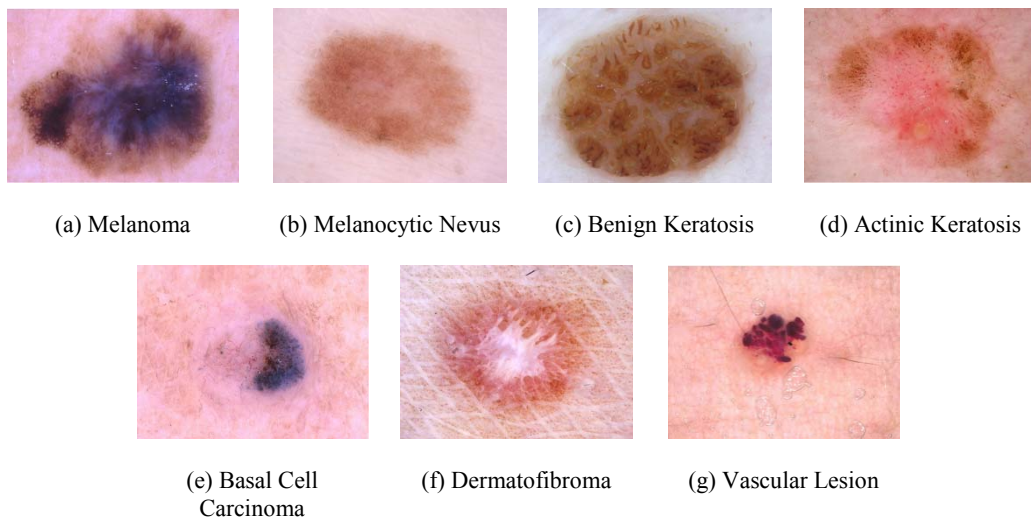 (a) Melanoma
(b) Melanocytic Nevus
(c) Benign Keratosis
(d) Actinic Keratosis
(e) Basal Cell
Carcinoma
(f) Dermatofibroma
(g) Vascular Lesion